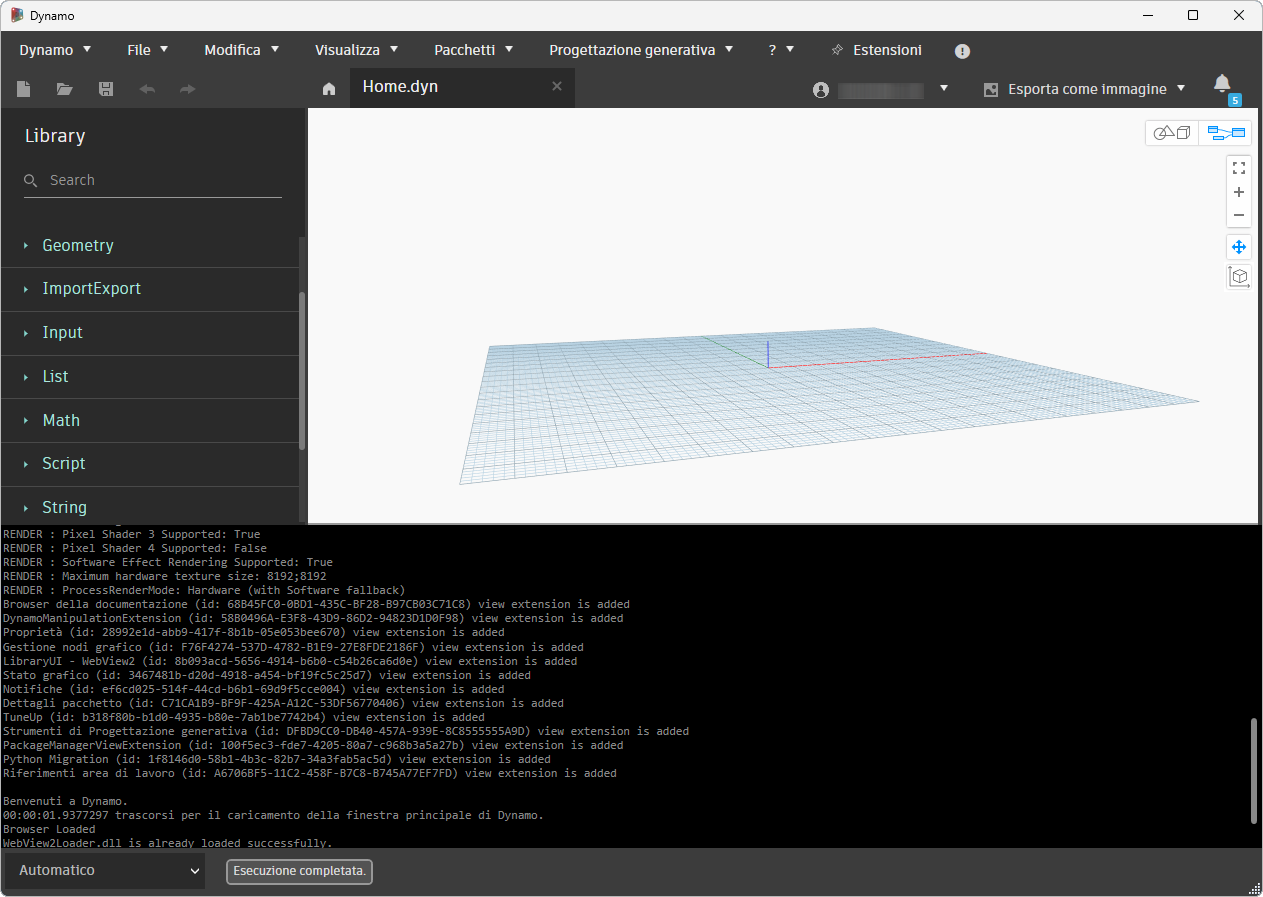 Dynamo
Dynamo File Modifica Visualizza Pacchetti Progettazione generativa ? Estensioni
Home.dyn
Esporta come immagine
5
Library
Search
Geometry
ImportExport
Input
List
Math
Script
String
RENDER : Pixel Shader 3 Supported: True
RENDER : Pixel Shader 4 Supported: False
RENDER : Software Effect Rendering Supported: True
RENDER : Maximum hardware texture size: 8192;8192
RENDER : ProcessRenderMode: Hardware (with Software fallback)
Browser della documentazione (id: 68B45FC0-0BD1-435C-BF28-B97CB03C71C8) view extension is added
DynamoManipulationExtension (id: 58B0496A-E3F8-43D9-86D2-94823D1D0F98) view extension is added
Proprietà (id: 28992e1d-abb9-417f-8b1b-05e053bee670) view extension is added
Gestione nodi grafico (id: F76F4274-537D-4782-B1E9-27E8FDE2186F) view extension is added
LibraryUI - WebView2 (id: 8b093acd-5656-4914-b6b0-c54b26ca6d0e) view extension is added
Stato grafico (id: 3467481b-d20d-4918-a454-bf19fc5c25d7) view extension is added
Notifiche (id: ef6cd025-514f-44cd-b6b1-69d9f5cce004) view extension is added
Dettagli pacchetto (id: C71CA1B9-BF9F-425A-A12C-53DF56770406) view extension is added
TuneUp (id: b318f80b-b1d0-4935-b80e-7ab1be7742b4) view extension is added
Strumenti di Progettazione generativa (id: DFBD9CC0-DB40-457A-939E-8C8555555A9D) view extension is added
PackageManagerViewExtension (id: 100f5ec3-fde7-4205-80a7-c968b3a5a27b) view extension is added
Python Migration (id: 1f8146d0-58b1-4b3c-82b7-34a3fab5ac5d) view extension is added
Riferimenti area di lavoro (id: A6706BF5-11C2-458F-B7C8-B745A77EF7FD) view extension is added
Benvenuti a Dynamo.
00:00:01.9377297 trascorsi per il caricamento della finestra principale di Dynamo.
Browser Loaded
WebView2Loader.dll is already loaded successfully.
Automatico
Esecuzione completata.